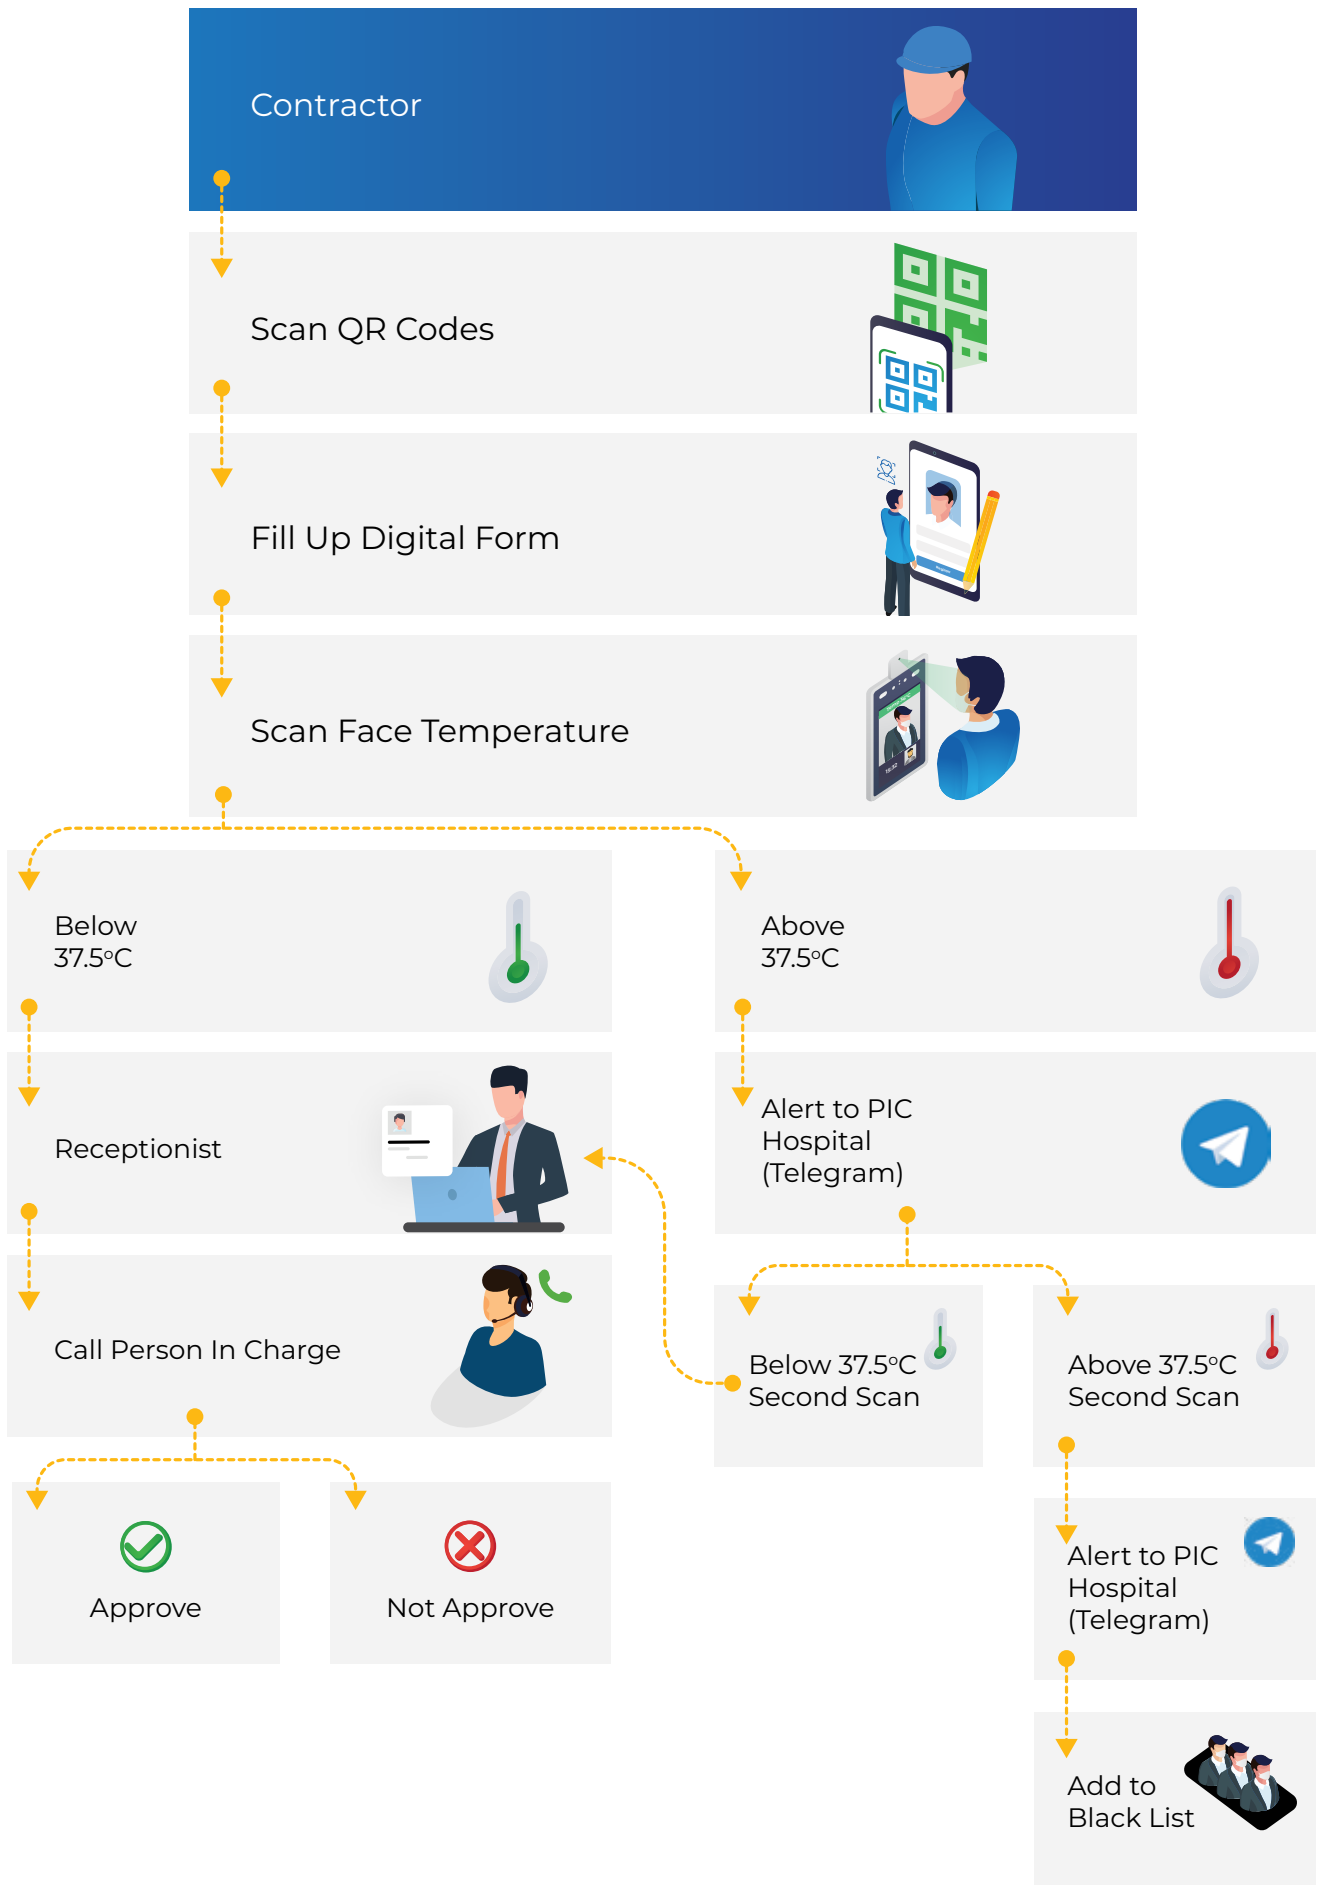 Contractor
Scan QR Codes
Fill Up Digital Form
Scan Face Temperature
Below
37.5°C
Above
37.5°C
Receptionist
Alert to PIC
Hospital
(Telegram)
Call Person In Charge
Below 37.5°C
Second Scan
Above 37.5°C
Second Scan
Approve
Not Approve
Alert to PIC
Hospital
(Telegram)
Add to
Black List